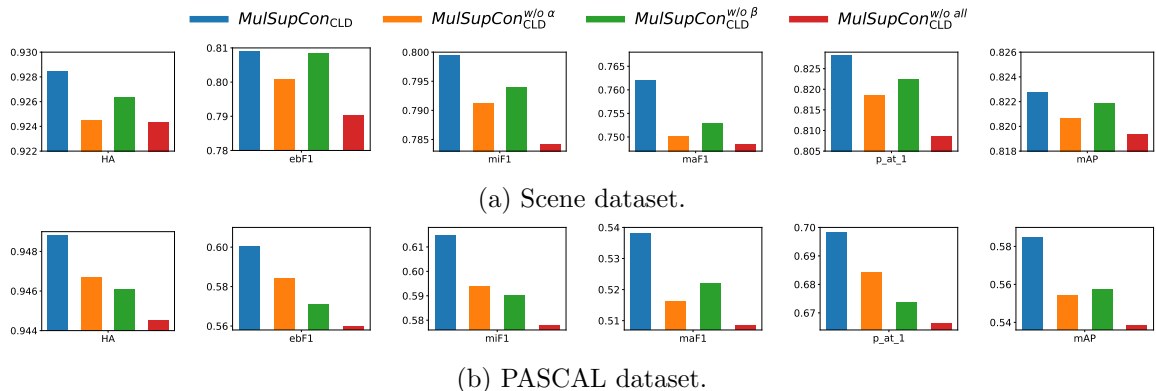 MulSupCon_CLD MulSupCon_CLD^w/o α MulSupCon_CLD^w/o β MulSupCon_CLD^w/o all
0.930 0.928 0.926 0.924 0.922 HA
0.81 0.80 0.79 0.78 ebF1
0.800 0.795 0.790 0.785 miF1
0.765 0.760 0.755 0.750 maF1
0.825 0.820 0.815 0.810 0.805 p_at_1
0.824 0.822 0.820 0.818 mAP
(a) Scene dataset.
0.948 0.946 0.944 HA
0.60 0.58 0.56 ebF1
0.61 0.60 0.59 0.58 miF1
0.54 0.53 0.52 0.51 maF1
0.70 0.69 0.68 0.67 p_at_1
0.58 0.56 0.54 mAP
(b) PASCAL dataset.